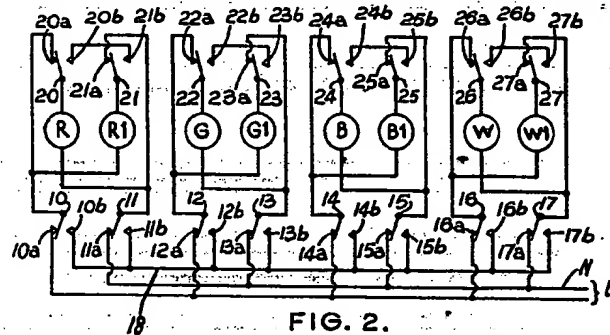 20a 20b 21b 22a 22b 23b 24a 24b 25b 26a 26b 27b
20 21a 21 22 23a 23 24 25a 25 26 27a 27
R R1 G G1 B B1 W W1
10 11 12 13 14 15 16 17
10a 10b 11a 11b 12a 12b 13a 13b 14a 14b 15a 15b 16a 16b 17a 17b
N
18
FIG. 2.